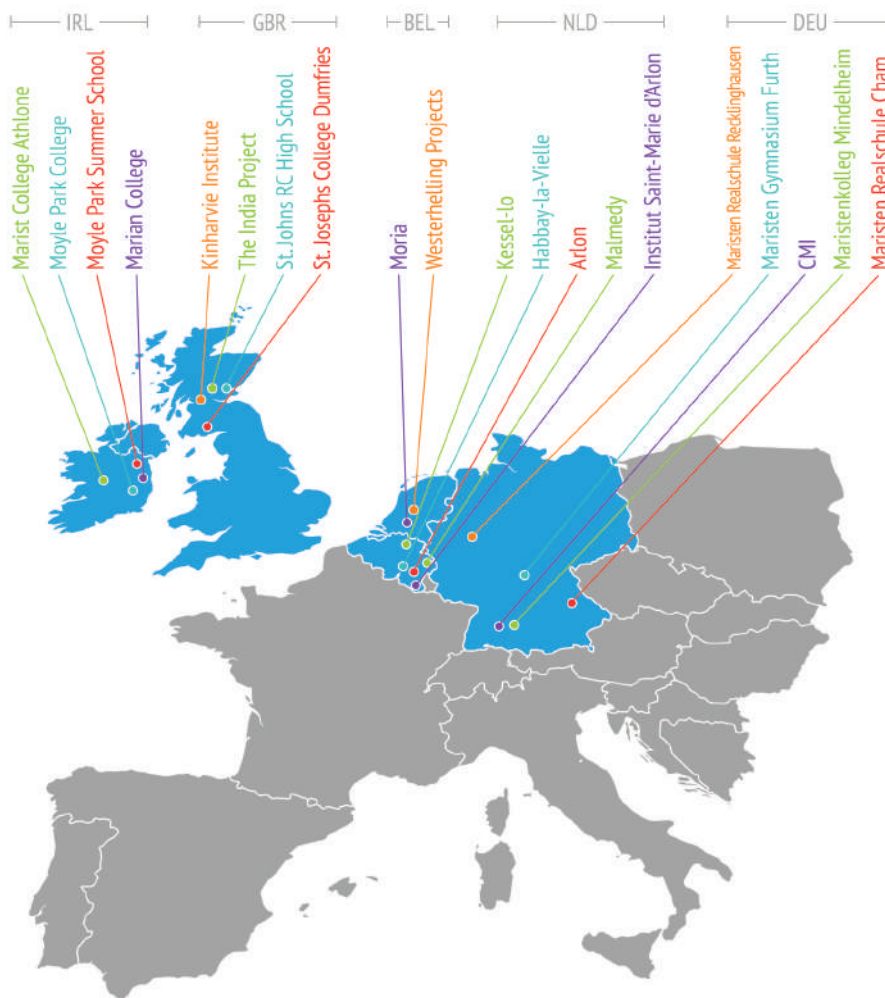 IRL
GBR
BEL
NLD
DEU
Marist College Athlone
Moyle Park College
Moyle Park Summer School
Marian College
Kinharvie Institute
The India Project
St.Johns RC High School
St.Josephs College Dumfries
Moria
Westerhelling Projects
Kessel-lo
Habbay-la-Vielle
Arlon
Malmedy
Institut Saint-Marie d'Arlon
Maristen Realschule Recklinghausen
Maristen Gymnasium Furth
CMI
Maristenkolleg Mindelheim
Maristen Realschule Cham